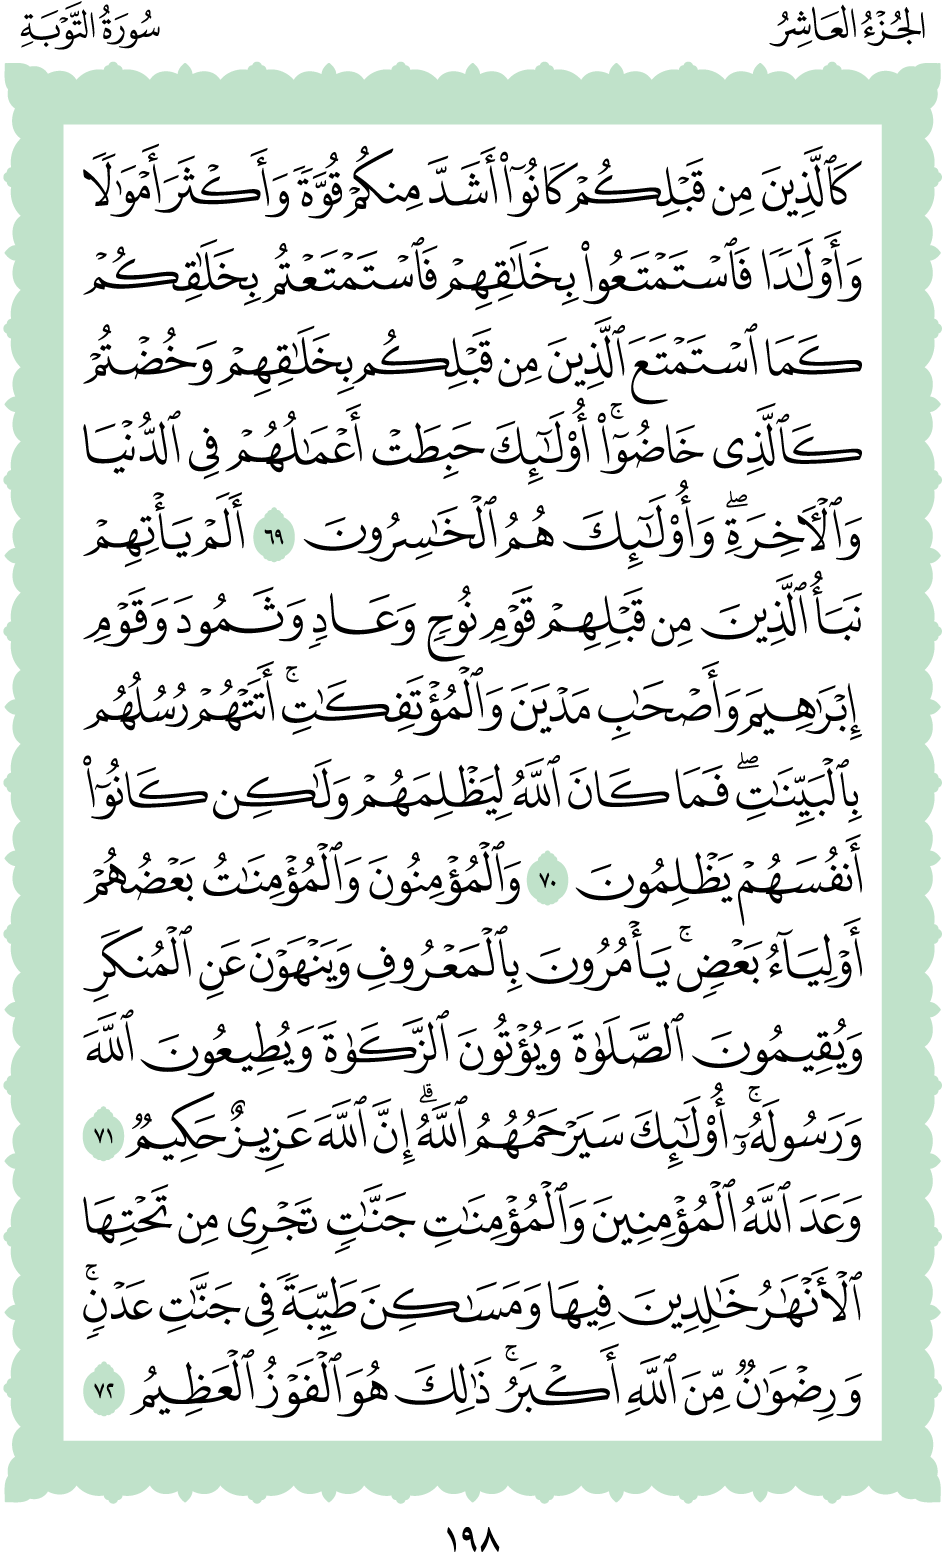 الجُزْءُ العَاشِرُ
سُورَةُ التَّوْبَةِ
كَٱلَّذِينَ مِن قَبْلِكُمْ كَانُوٓا۟ أَشَدَّ مِنكُمْ قُوَّةً وَأَكْثَرَ أَمْوَٰلًا
وَأَوْلَٰدًا فَٱسْتَمْتَعُوا۟ بِخَلَٰقِهِمْ فَٱسْتَمْتَعْتُم بِخَلَٰقِكُمْ
كَمَا ٱسْتَمْتَعَ ٱلَّذِينَ مِن قَبْلِكُم بِخَلَٰقِهِمْ وَخُضْتُمْ
كَٱلَّذِى خَاضُوٓا۟ۚ أُو۟لَٰٓئِكَ حَبِطَتْ أَعْمَٰلُهُمْ فِى ٱلدُّنْيَا
وَٱلْـَٔاخِرَةِۖ وَأُو۟لَٰٓئِكَ هُمُ ٱلْخَٰسِرُونَ ٦٩ أَلَمْ يَأْتِهِمْ
نَبَأُ ٱلَّذِينَ مِن قَبْلِهِمْ قَوْمِ نُوحٍ وَعَادٍ وَثَمُودَ وَقَوْمِ
إِبْرَٰهِيمَ وَأَصْحَٰبِ مَدْيَنَ وَٱلْمُؤْتَفِكَٰتِۚ أَتَتْهُمْ رُسُلُهُم
بِٱلْبَيِّنَٰتِۖ فَمَا كَانَ ٱللَّهُ لِيَظْلِمَهُمْ وَلَٰكِن كَانُوٓا۟
أَنفُسَهُمْ يَظْلِمُونَ ٧٠ وَٱلْمُؤْمِنُونَ وَٱلْمُؤْمِنَٰتُ بَعْضُهُمْ
أَوْلِيَآءُ بَعْضٍۚ يَأْمُرُونَ بِٱلْمَعْرُوفِ وَيَنْهَوْنَ عَنِ ٱلْمُنكَرِ
وَيُقِيمُونَ ٱلصَّلَوٰةَ وَيُؤْتُونَ ٱلزَّكَوٰةَ وَيُطِيعُونَ ٱللَّهَ
وَرَسُولَهُۥٓۚ أُو۟لَٰٓئِكَ سَيَرْحَمُهُمُ ٱللَّهُۗ إِنَّ ٱللَّهَ عَزِيزٌ حَكِيمٌ ٧١
وَعَدَ ٱللَّهُ ٱلْمُؤْمِنِينَ وَٱلْمُؤْمِنَٰتِ جَنَّٰتٍ تَجْرِى مِن تَحْتِهَا
ٱلْأَنْهَٰرُ خَٰلِدِينَ فِيهَا وَمَسَٰكِنَ طَيِّبَةً فِى جَنَّٰتِ عَدْنٍۚ
وَرِضْوَٰنٌ مِّنَ ٱللَّهِ أَكْبَرُۚ ذَٰلِكَ هُوَ ٱلْفَوْزُ ٱلْعَظِيمُ ٧٢
١٩٨